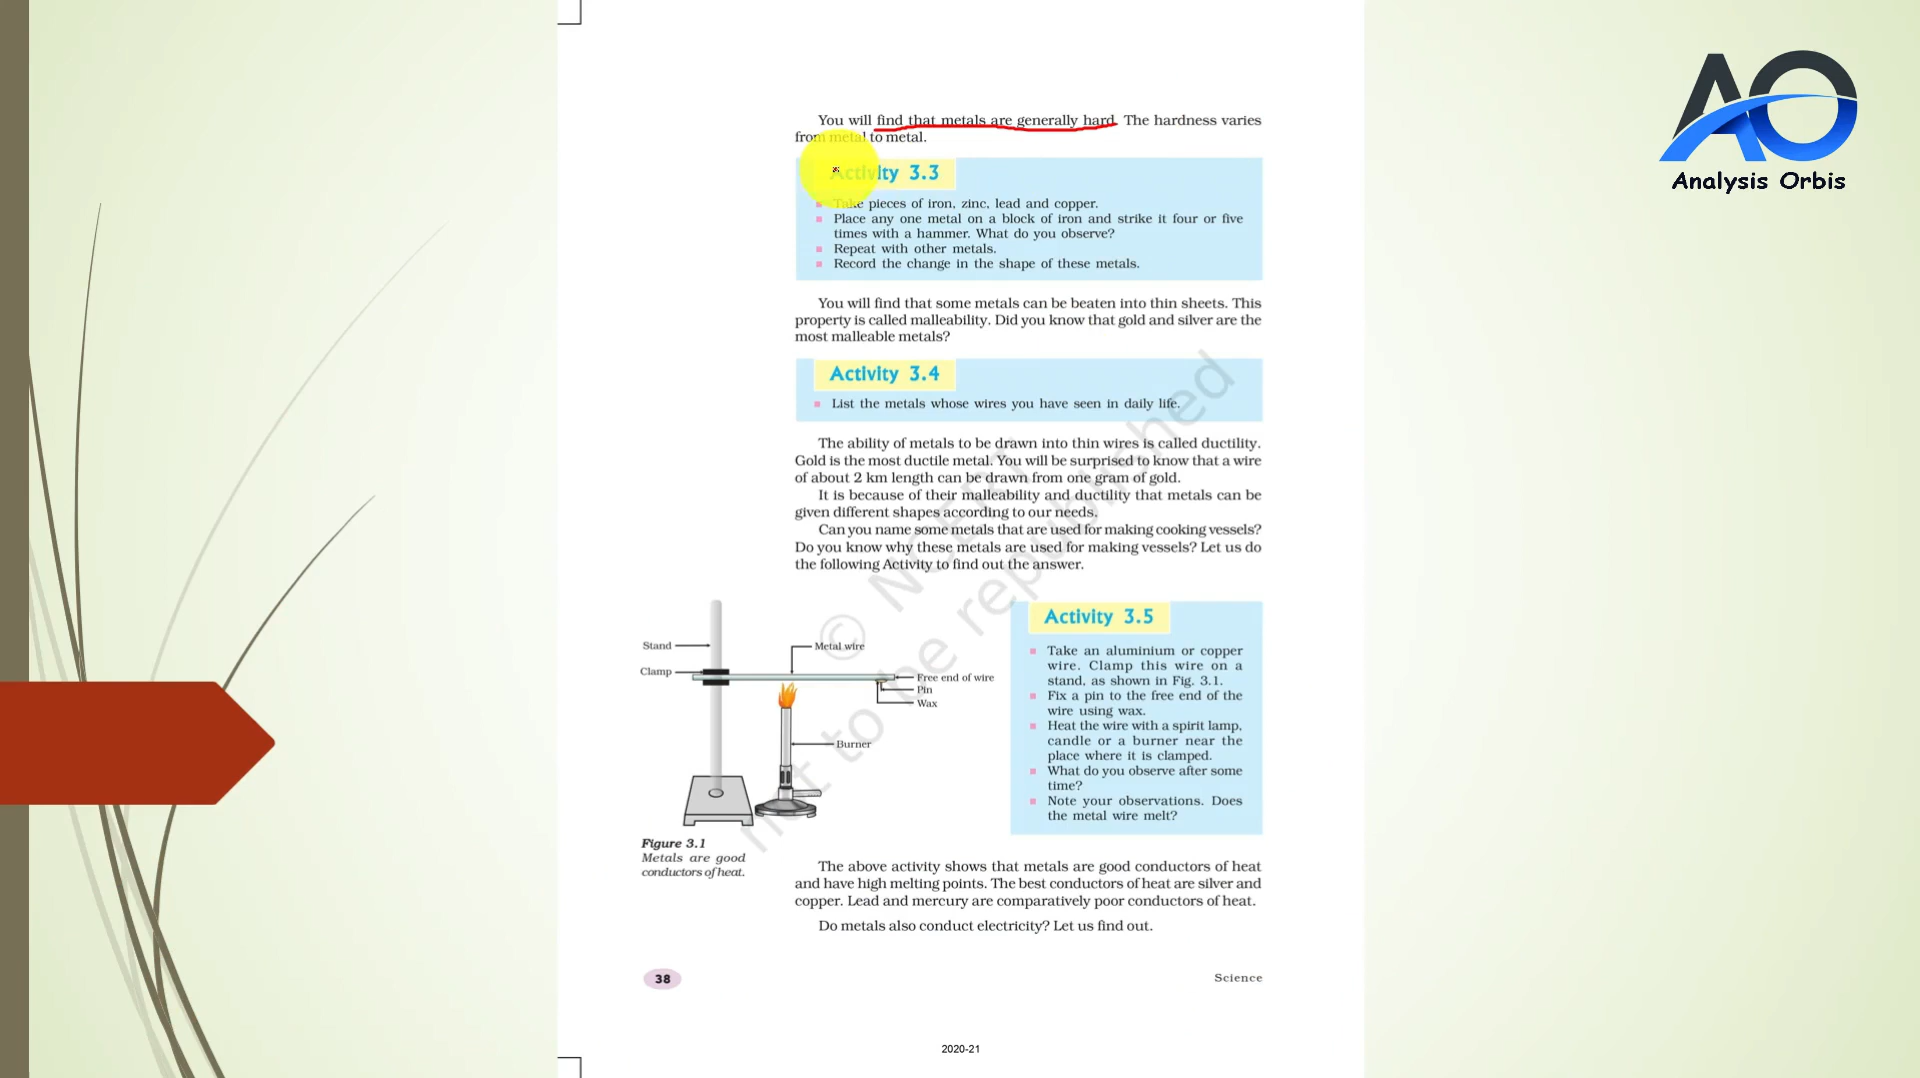 You will find that metals are generally hard. The hardness varies
from metal to metal.
Activity 3.3
Take pieces of iron, zinc, lead and copper.
Place any one metal on a block of iron and strike it four or five
times with a hammer. What do you observe?
Repeat with other metals.
Record the change in the shape of these metals.
You will find that some metals can be beaten into thin sheets. This
property is called malleability. Did you know that gold and silver are the
most malleable metals?
Activity 3.4
List the metals whose wires you have seen in daily life.
The ability of metals to be drawn into thin wires is called ductility.
Gold is the most ductile metal. You will be surprised to know that a wire
of about 2 km length can be drawn from one gram of gold.
It is because of their malleability and ductility that metals can be
given different shapes according to our needs.
Can you name some metals that are used for making cooking vessels?
Do you know why these metals are used for making vessels? Let us do
the following Activity to find out the answer.
Stand
Clamp
Metal wire
Free end of wire
Pin
Wax
Burner
Figure 3.1
Metals are good
conductors of heat.
Activity 3.5
Take an aluminium or copper
wire. Clamp this wire on a
stand, as shown in Fig. 3.1.
Fix a pin to the free end of the
wire using wax.
Heat the wire with a spirit lamp,
candle or a burner near the
place where it is clamped.
What do you observe after some
time?
Note your observations. Does
the metal wire melt?
The above activity shows that metals are good conductors of heat
and have high melting points. The best conductors of heat are silver and
copper. Lead and mercury are comparatively poor conductors of heat.
Do metals also conduct electricity? Let us find out.
38
Science
2020-21
© NCERT
not to be republished
AO
Analysis Orbis